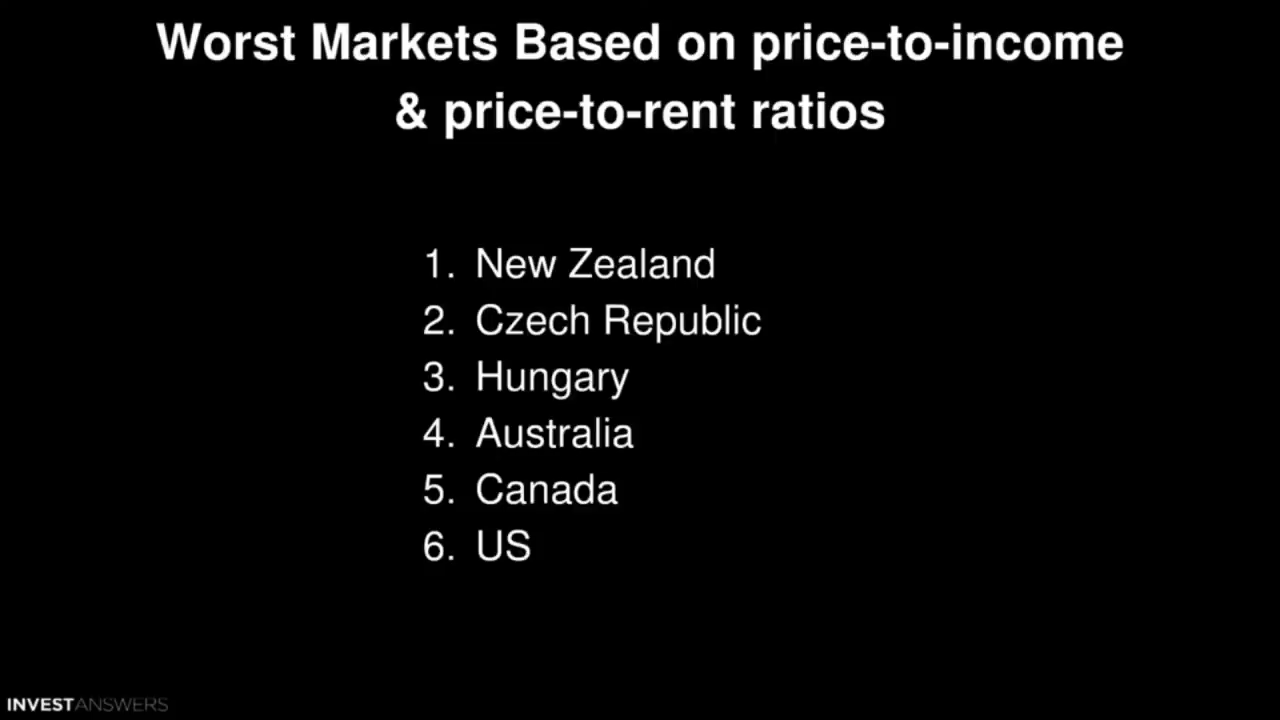 Worst Markets Based on price-to-income
& price-to-rent ratios
1. New Zealand
2. Czech Republic
3. Hungary
4. Australia
5. Canada
6. US
INVESTANSWERS